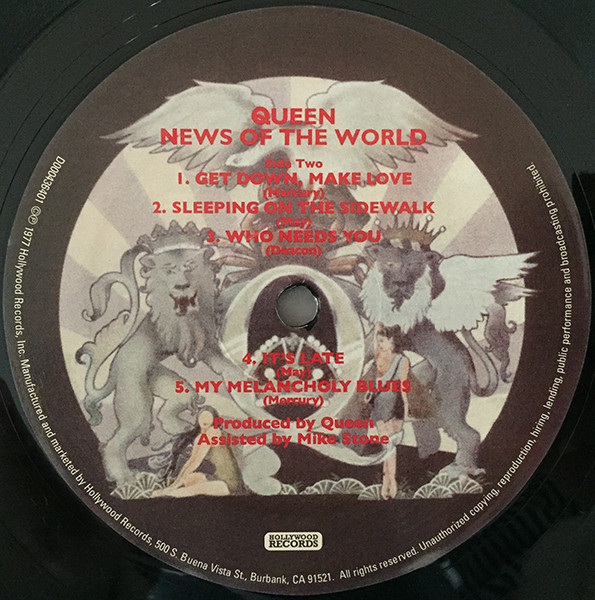 QUEEN
NEWS OF THE WORLD
Side Two
1. GET DOWN, MAKE LOVE
(Mercury)
2. SLEEPING ON THE SIDEWALK
(May)
3. WHO NEEDS YOU
(Deacon)
4. IT'S LATE
(May)
5. MY MELANCHOLY BLUES
(Mercury)
Produced by Queen
Assisted by Mike Stone
HOLLYWOOD
RECORDS
D000436401 ©℗ 1977 Hollywood Records, Inc. Manufactured and marketed by Hollywood Records, 500 S. Buena Vista St., Burbank, CA 91521. All rights reserved. Unauthorized copying, reproduction, hiring, lending, public performance and broadcasting prohibited.